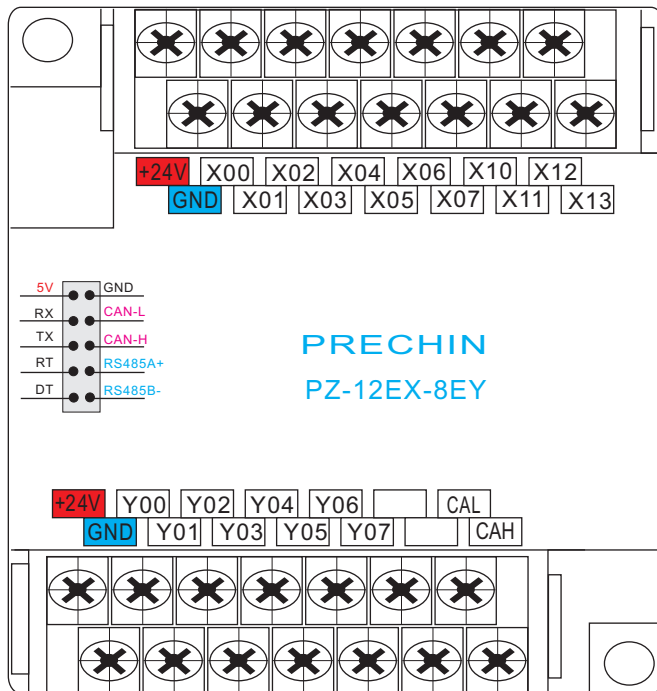 +24V X00 X02 X04 X06 X10 X12
GND X01 X03 X05 X07 X11 X13
5V GND
RX CAN-L
TX CAN-H
RT RS485A+
DT RS485B-
PRECHIN
PZ-12EX-8EY
+24V Y00 Y02 Y04 Y06 CAL
GND Y01 Y03 Y05 Y07 CAH